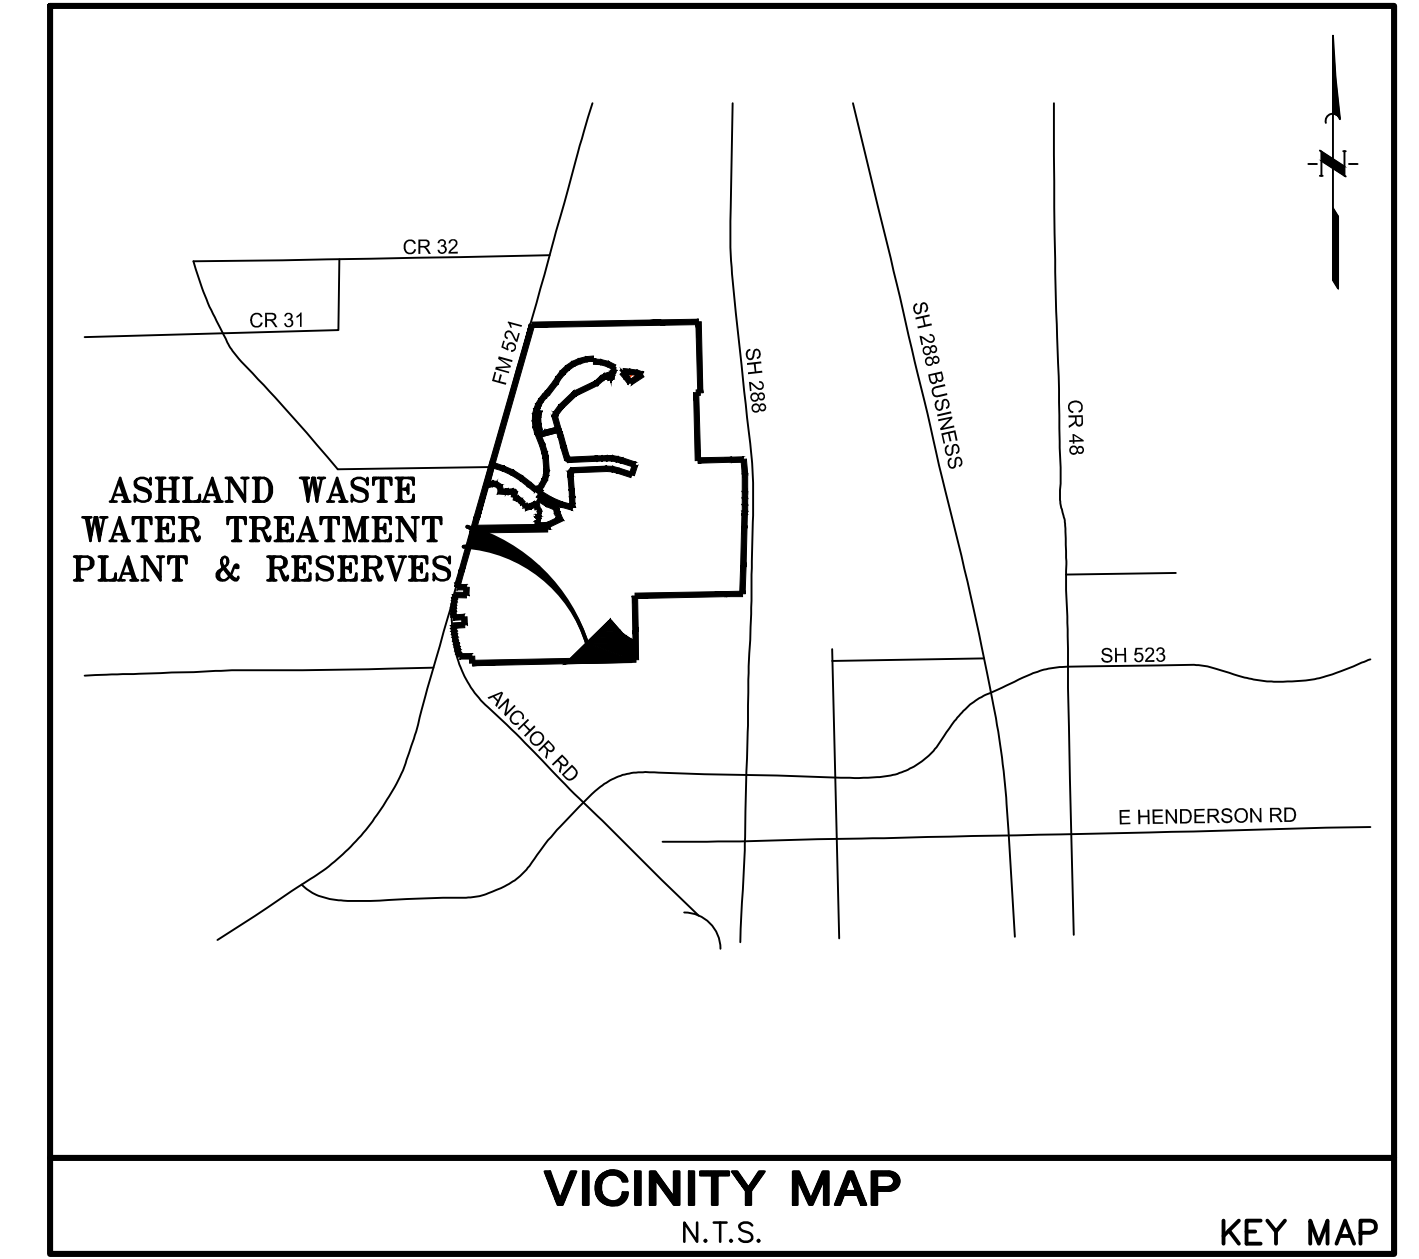 N
CR 32
CR 31
FM 521
SH 288
SH 288 BUSINESS
CR 48
ASHLAND WASTE
WATER TREATMENT
PLANT & RESERVES
SH 523
ANCHOR RD
E HENDERSON RD
VICINITY MAP
N.T.S.
KEY MAP